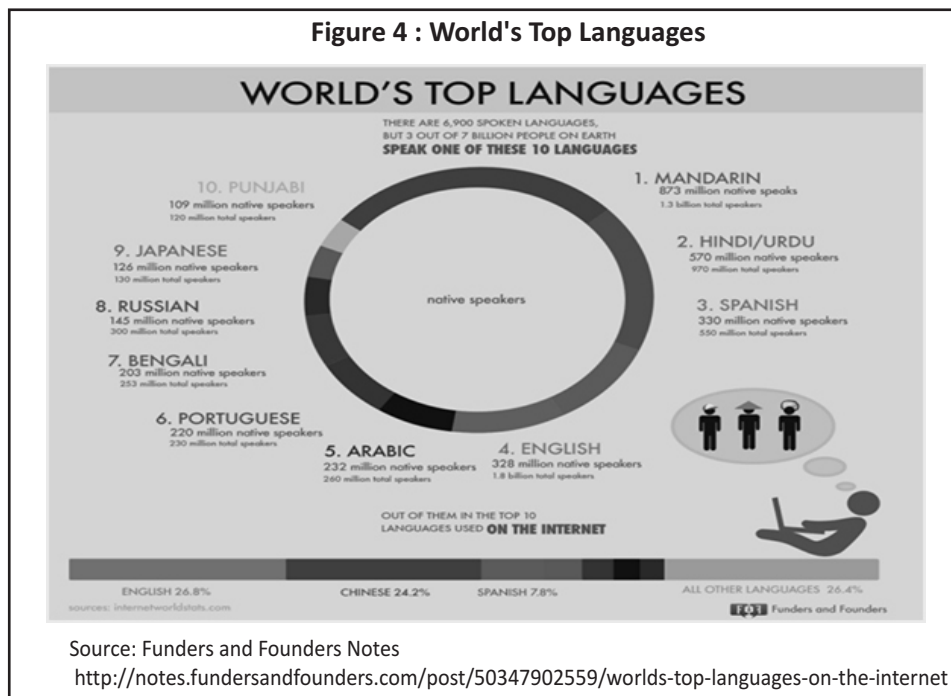 Figure 4 : World's Top Languages
WORLD'S TOP LANGUAGES
THERE ARE 6,900 SPOKEN LANGUAGES,
BUT 3 OUT OF 7 BILLION PEOPLE ON EARTH
SPEAK ONE OF THESE 10 LANGUAGES
1. MANDARIN
873 million native speaks
1.3 billion total speakers
2. HINDI/URDU
570 million native speakers
970 million total speakers
3. SPANISH
330 million native speakers
550 million total speakers
4. ENGLISH
328 million native speakers
1.8 billion total speakers
5. ARABIC
232 million native speakers
260 million total speakers
6. PORTUGUESE
220 million native speakers
230 million total speakers
7. BENGALI
203 million native speakers
253 million total speakers
8. RUSSIAN
145 million native speakers
300 million total speakers
9. JAPANESE
126 million native speakers
130 million total speakers
10. PUNJABI
109 million native speakers
120 million total speakers
native speakers
OUT OF THEM IN THE TOP 10
LANGUAGES USED ON THE INTERNET
ENGLISH 26.8%
CHINESE 24.2%
SPANISH 7.8%
ALL OTHER LANGUAGES 26.4%
sources: internetworldstats.com
Funders and Founders
Source: Funders and Founders Notes
http://notes.fundersandfounders.com/post/50347902559/worlds-top-languages-on-the-internet